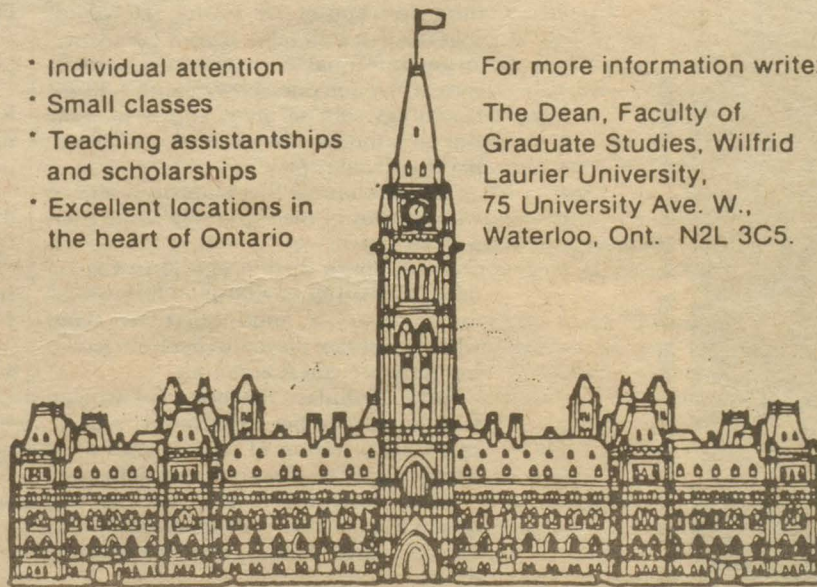 * Individual attention
* Small classes
* Teaching assistantships
and scholarships
* Excellent locations in
the heart of Ontario
For more information write:
The Dean, Faculty of
Graduate Studies, Wilfrid
Laurier University,
75 University Ave. W.,
Waterloo, Ont. N2L 3C5.